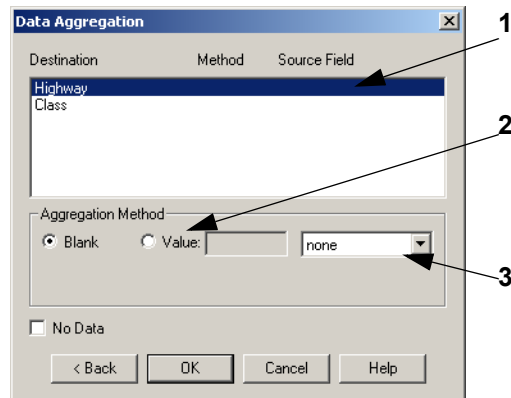 Data Aggregation
1
Destination Method Source Field
Highway
Class
2
Aggregation Method
Blank Value: none
3
No Data
< Back OK Cancel Help